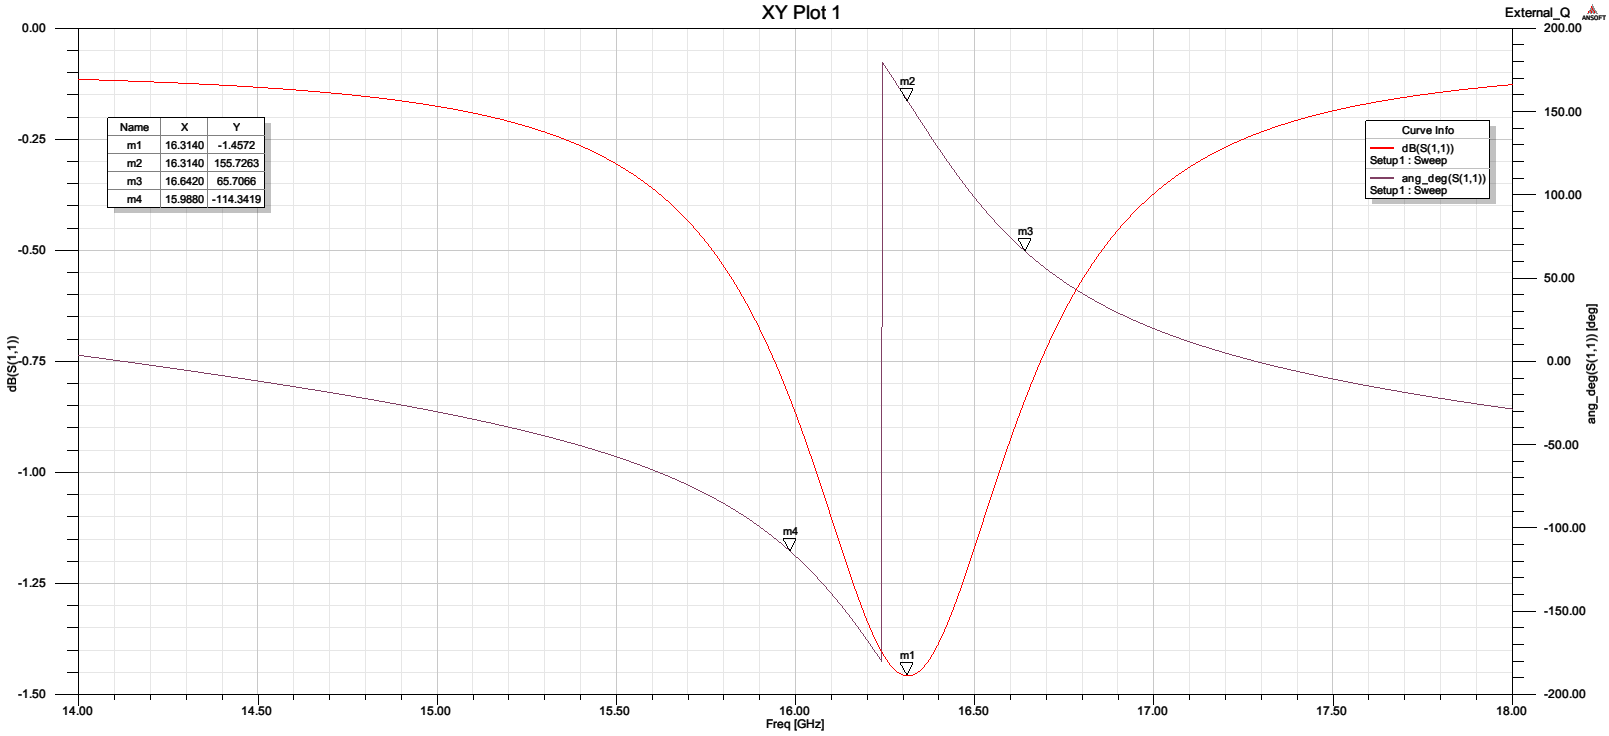 XY Plot 1
External_Q
ANSOFT
Name X Y
m1 16.3140 -1.4572
m2 16.3140 155.7263
m3 16.6420 65.7066
m4 15.9880 -114.3419
Curve Info
dB(S(1,1))
Setup1 : Sweep
ang_deg(S(1,1))
Setup1 : Sweep
m2
m3
m4
m1
0.00
-0.25
-0.50
-0.75
-1.00
-1.25
-1.50
dB(S(1,1))
200.00
150.00
100.00
50.00
0.00
-50.00
-100.00
-150.00
-200.00
ang_deg(S(1,1)) [deg]
14.00 14.50 15.00 15.50 16.00 16.50 17.00 17.50 18.00
Freq [GHz]